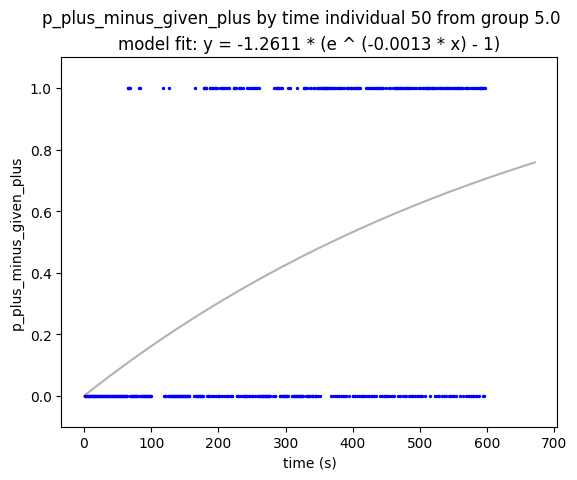 p_plus_minus_given_plus by time individual 50 from group 5.0
model fit: y = -1.2611 * (e ^ (-0.0013 * x) - 1)
p_plus_minus_given_plus
1.0
0.8
0.6
0.4
0.2
0.0
0 100 200 300 400 500 600 700
time (s)